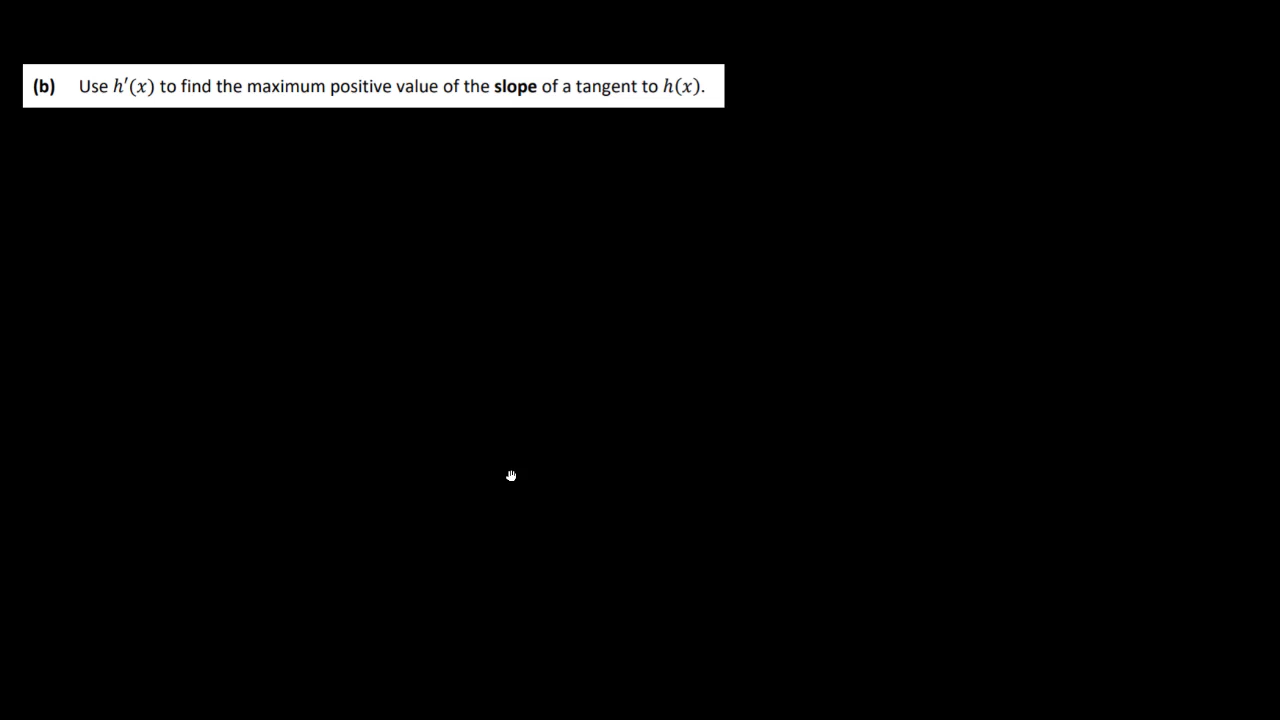 (b) Use h′(x) to find the maximum positive value of the slope of a tangent to h(x).